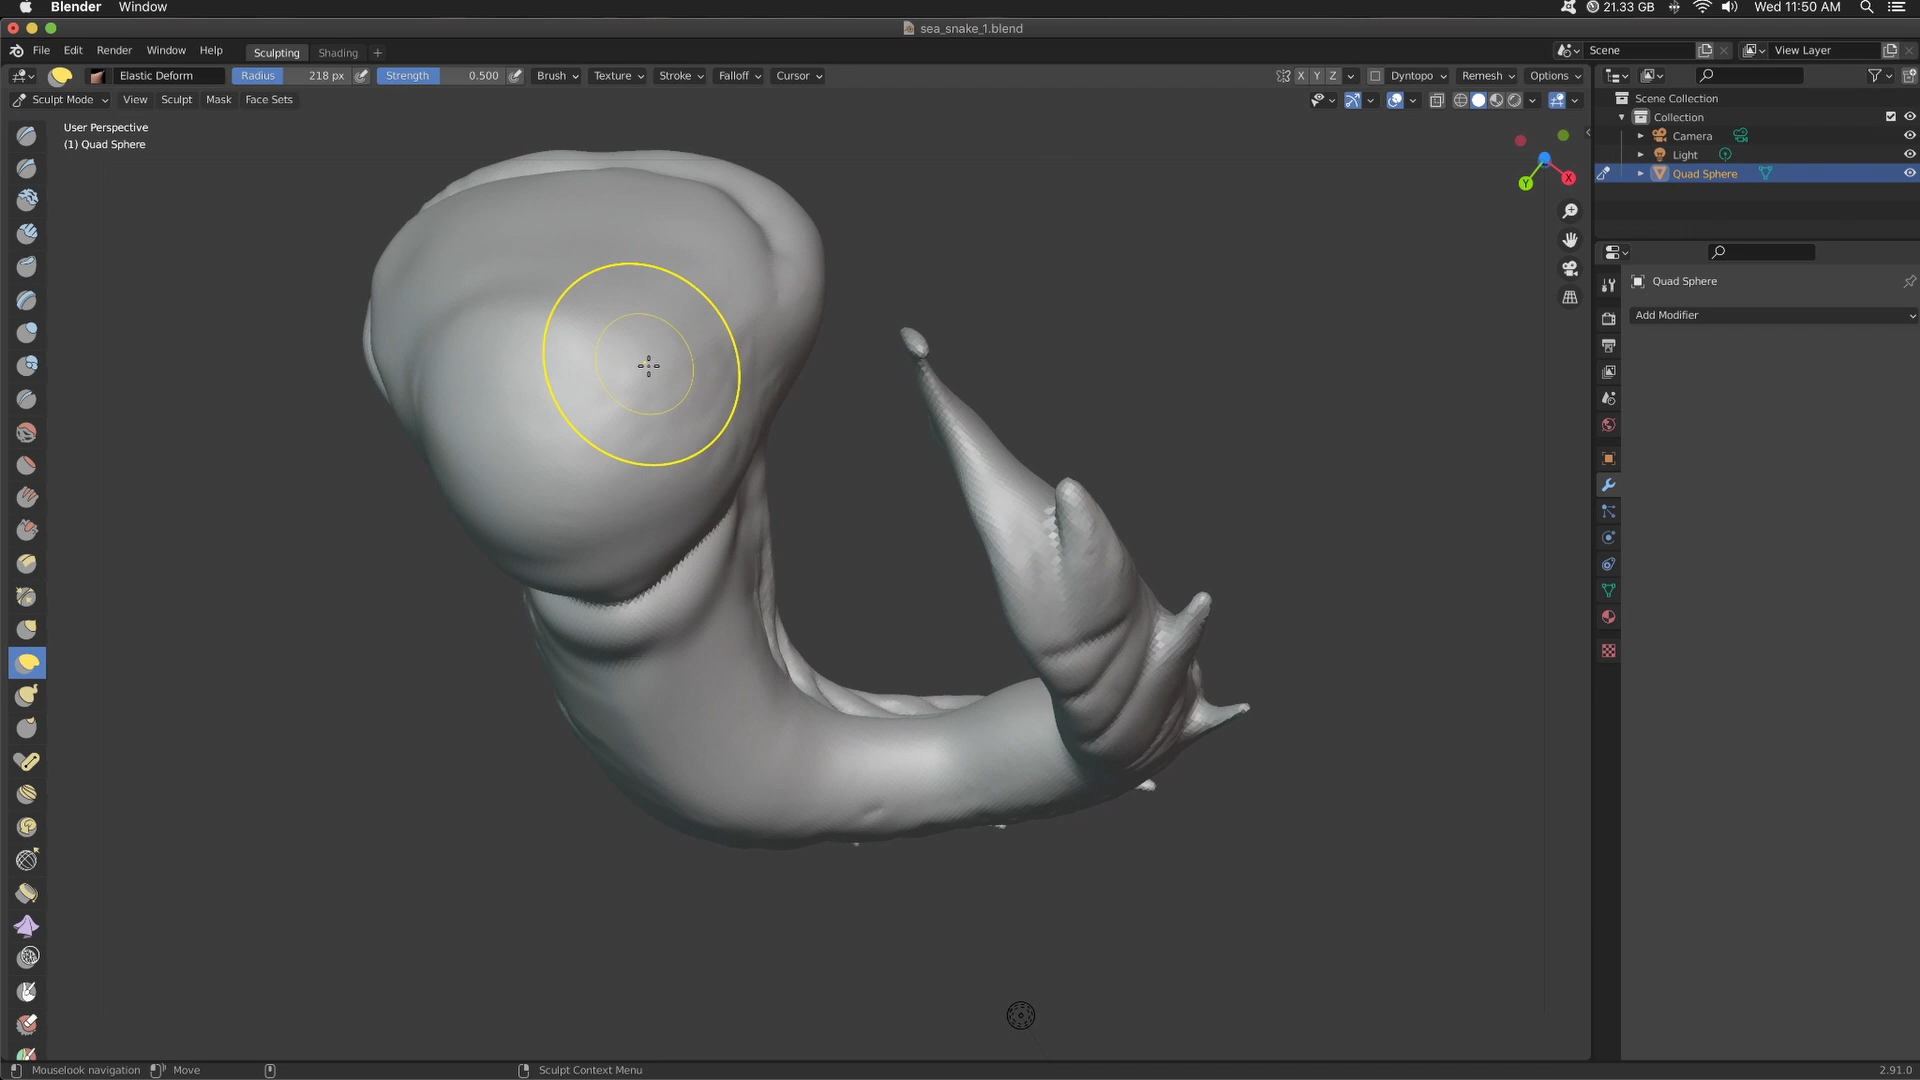 Blender Window 21.33 GB Wed 11:50 AM
sea_snake_1.blend
File Edit Render Window Help Sculpting Shading + Scene View Layer
Elastic Deform Radius 218 px Strength 0.500 Brush Texture Stroke Falloff Cursor X Y Z Dyntopo Remesh Options
Sculpt Mode View Sculpt Mask Face Sets
Scene Collection
Collection
Camera
Light
Quad Sphere
User Perspective
(1) Quad Sphere
Y X
Quad Sphere
Add Modifier
Mouselook navigation Move Sculpt Context Menu 2.91.0